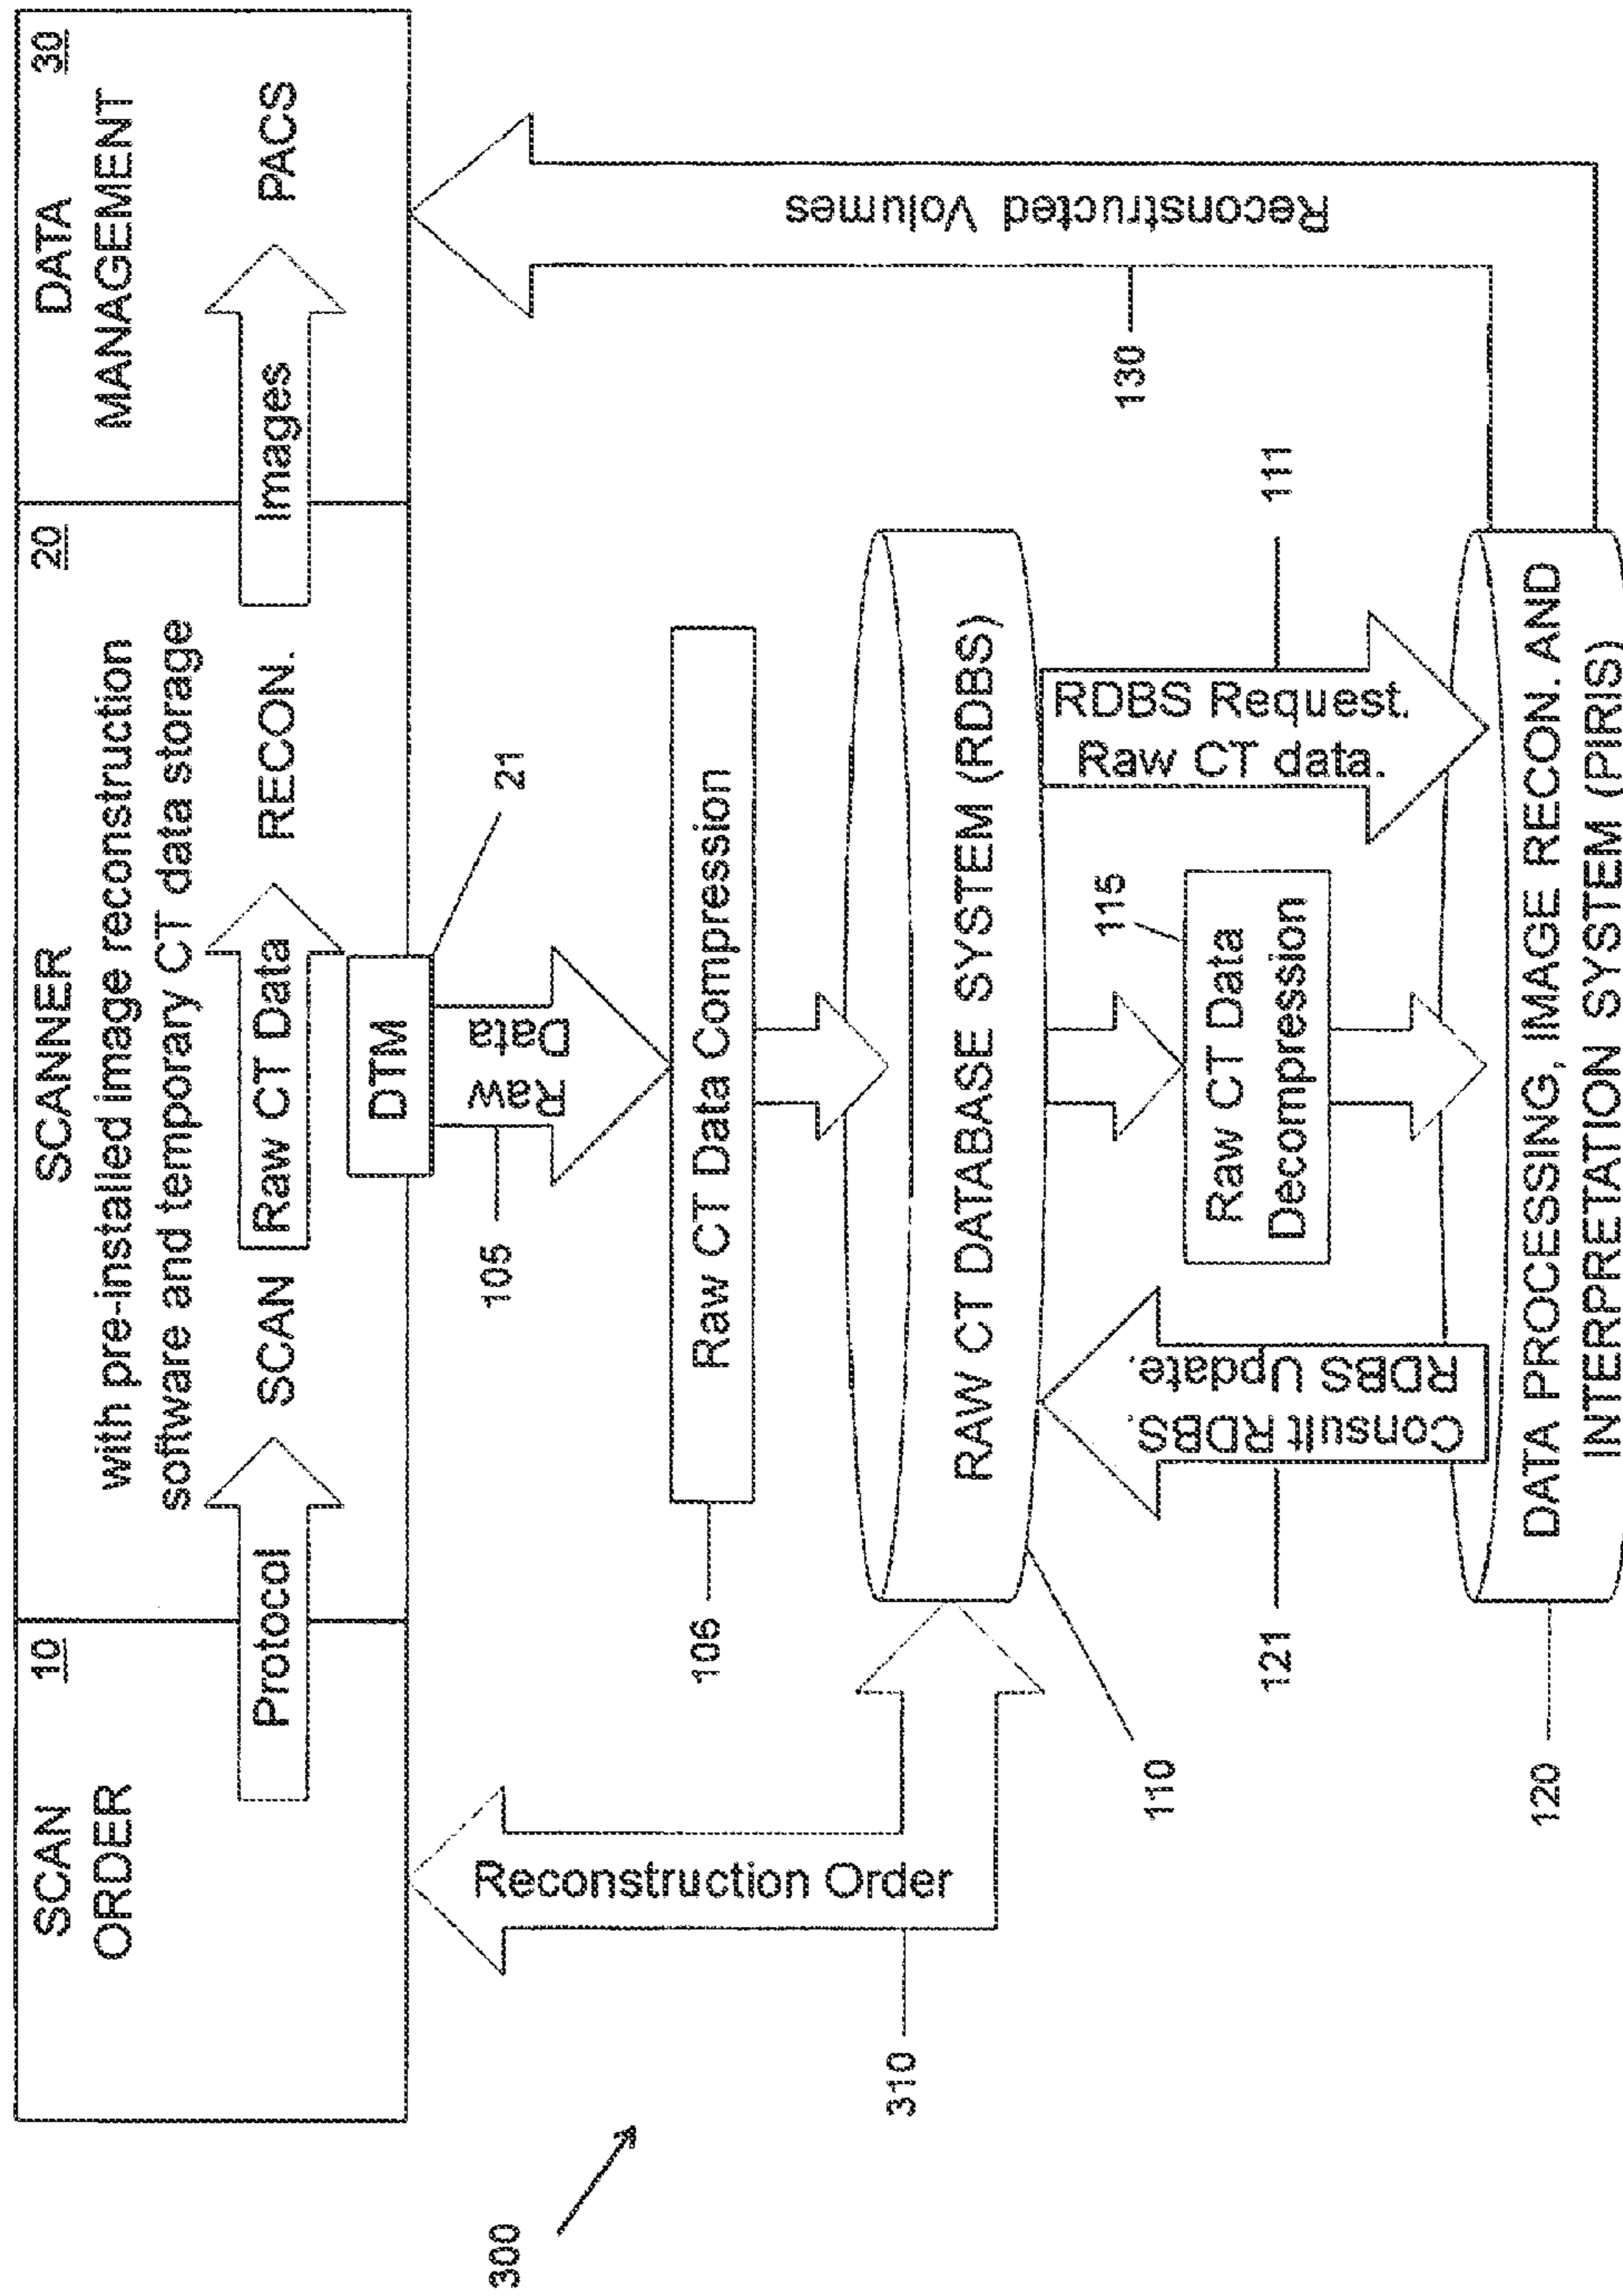 SCAN
ORDER
10
Protocol
SCANNER
20
with pre-installed image reconstruction
software and temporary CT data storage
SCAN
Raw CT Data
RECON.
Images
DATA
MANAGEMENT
30
PACS
DTM
21
Raw
Data
105
Raw CT Data Compression
106
RAW CT DATABASE SYSTEM (RDBS)
110
Reconstruction Order
310
300
Consult RDBS.
RDBS Update.
121
Raw CT Data
Decompression
115
RDBS Request.
Raw CT data.
111
DATA PROCESSING, IMAGE RECON. AND
INTERPRETATION SYSTEM (PIRIS)
120
Reconstructed Volumes
130